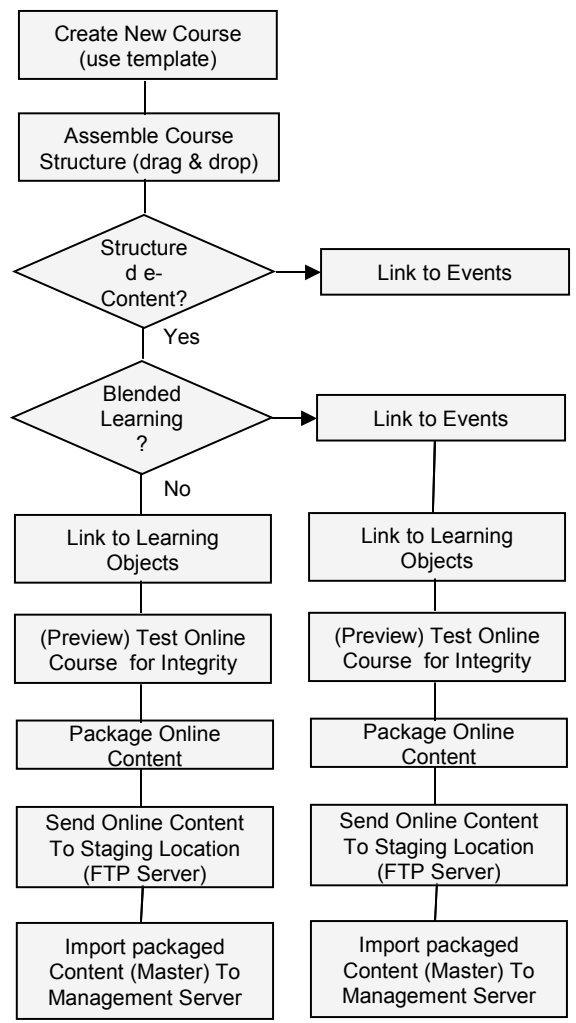 Create New Course
(use template)
Assemble Course
Structure (drag & drop)
Structure
d e-
Content?
Link to Events
Yes
Blended
Learning
?
Link to Events
No
Link to Learning
Objects
(Preview) Test Online
Course for Integrity
Package Online
Content
Send Online Content
To Staging Location
(FTP Server)
Import packaged
Content (Master) To
Management Server
Link to Learning
Objects
(Preview) Test Online
Course for Integrity
Package Online
Content
Send Online Content
To Staging Location
(FTP Server)
Import packaged
Content (Master) To
Management Server